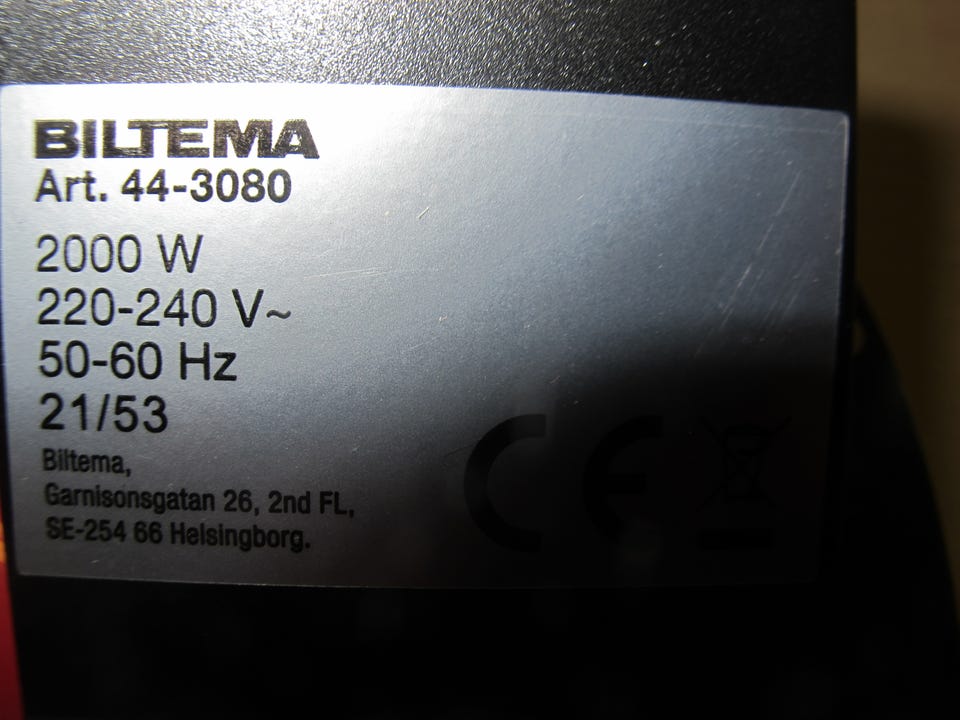 BILTEMA
Art. 44-3080
2000 W
220-240 V~
50-60 Hz
21/53
Biltema,
Garnisonsgatan 26, 2nd FL,
SE-254 66 Helsingborg.
CE